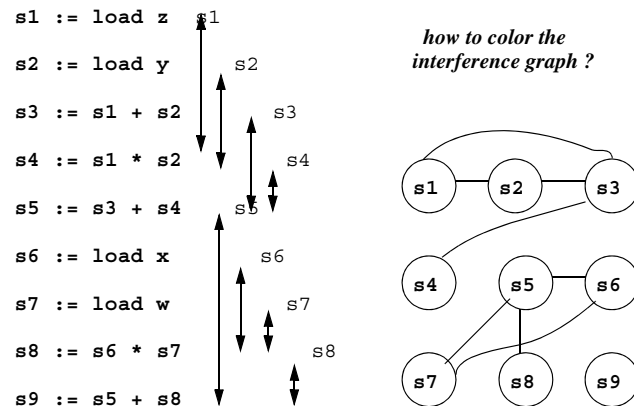 s1 := load z s1
s2 := load y s2
s3 := s1 + s2 s3
s4 := s1 * s2 s4
s5 := s3 + s4 s5
s6 := load x s6
s7 := load w s7
s8 := s6 * s7 s8
s9 := s5 + s8
how to color the
interference graph ?
s1 s2 s3
s4 s5 s6
s7 s8 s9